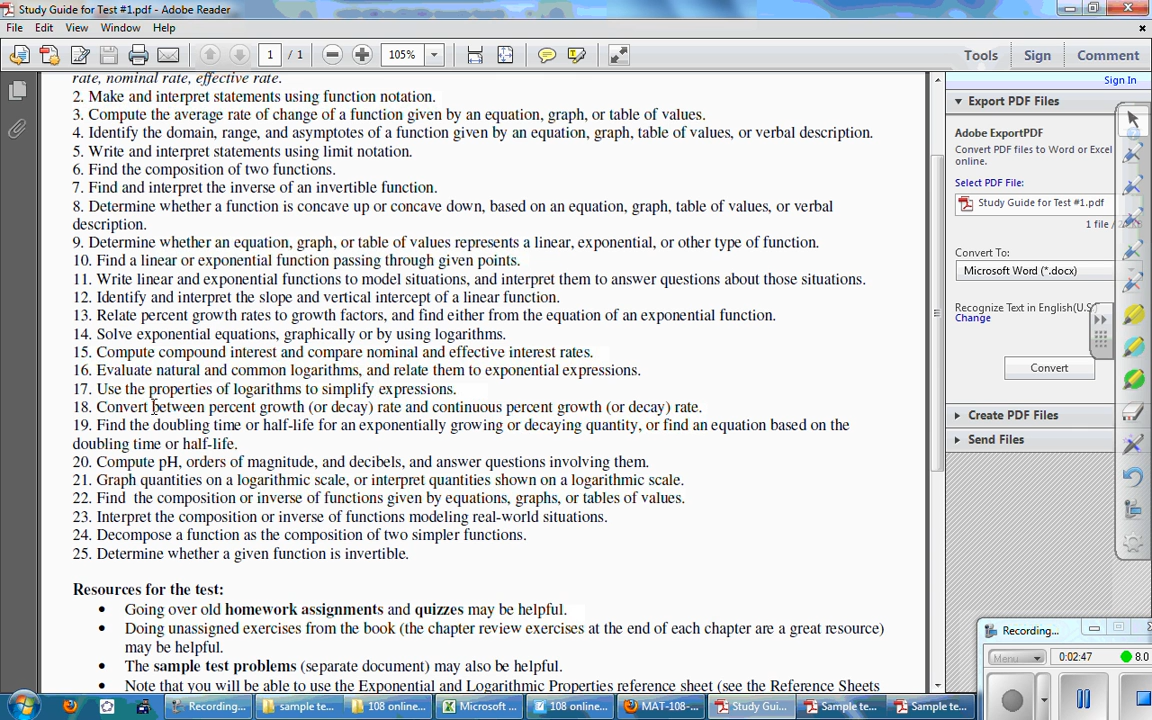 Study Guide for Test #1.pdf - Adobe Reader
File Edit View Window Help
1 / 1 105% Tools Sign Comment
Sign In
rate, nominal rate, effective rate.
2. Make and interpret statements using function notation.
3. Compute the average rate of change of a function given by an equation, graph, or table of values.
4. Identify the domain, range, and asymptotes of a function given by an equation, graph, table of values, or verbal description.
5. Write and interpret statements using limit notation.
6. Find the composition of two functions.
7. Find and interpret the inverse of an invertible function.
8. Determine whether a function is concave up or concave down, based on an equation, graph, table of values, or verbal
description.
9. Determine whether an equation, graph, or table of values represents a linear, exponential, or other type of function.
10. Find a linear or exponential function passing through given points.
11. Write linear and exponential functions to model situations, and interpret them to answer questions about those situations.
12. Identify and interpret the slope and vertical intercept of a linear function.
13. Relate percent growth rates to growth factors, and find either from the equation of an exponential function.
14. Solve exponential equations, graphically or by using logarithms.
15. Compute compound interest and compare nominal and effective interest rates.
16. Evaluate natural and common logarithms, and relate them to exponential expressions.
17. Use the properties of logarithms to simplify expressions.
18. Convert between percent growth (or decay) rate and continuous percent growth (or decay) rate.
19. Find the doubling time or half-life for an exponentially growing or decaying quantity, or find an equation based on the
doubling time or half-life.
20. Compute pH, orders of magnitude, and decibels, and answer questions involving them.
21. Graph quantities on a logarithmic scale, or interpret quantities shown on a logarithmic scale.
22. Find the composition or inverse of functions given by equations, graphs, or tables of values.
23. Interpret the composition or inverse of functions modeling real-world situations.
24. Decompose a function as the composition of two simpler functions.
25. Determine whether a given function is invertible.
Resources for the test:
• Going over old homework assignments and quizzes may be helpful.
• Doing unassigned exercises from the book (the chapter review exercises at the end of each chapter are a great resource)
may be helpful.
• The sample test problems (separate document) may also be helpful.
• Note that you will be able to use the Exponential and Logarithmic Properties reference sheet (see the Reference Sheets
Export PDF Files
Adobe ExportPDF
Convert PDF files to Word or Excel
online.
Select PDF File:
Study Guide for Test #1.pdf
1 file /
Convert To:
Microsoft Word (*.docx)
Recognize Text in English(U.S
Change
Convert
Create PDF Files
Send Files
Recording...
Menu 0:02:47 8.0
Recording... sample te... 108 online... Microsoft ... 108 online... MAT-108-... Study Gui... Sample te... Sample te...